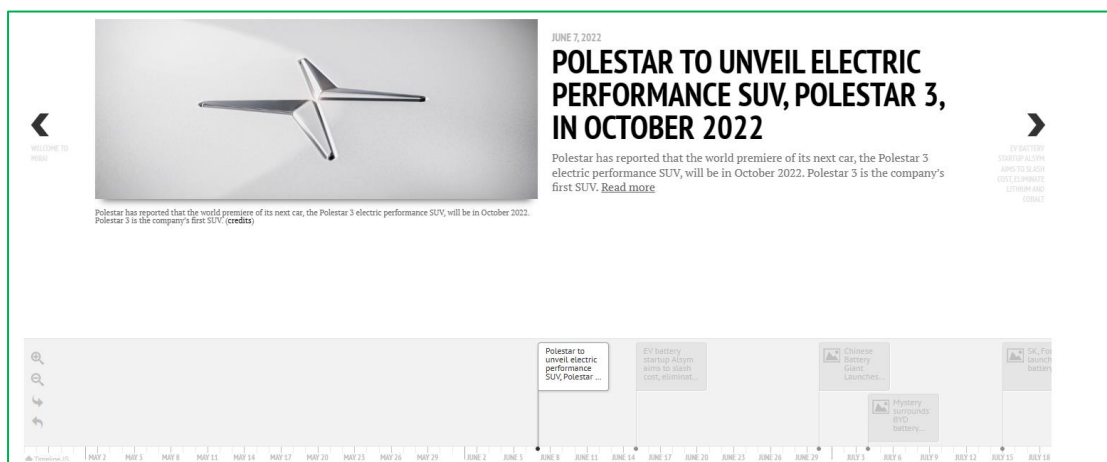 JUNE 7, 2022
POLESTAR TO UNVEIL ELECTRIC
PERFORMANCE SUV, POLESTAR 3,
IN OCTOBER 2022
Polestar has reported that the world premiere of its next car, the Polestar 3
electric performance SUV, will be in October 2022. Polestar 3 is the company's
first SUV. Read more
WELCOME TO
MIRAI
EV BATTERY
STARTUP ALSYM
AIMS TO SLASH
COST, ELIMINATE
LITHIUM AND
COBALT
Polestar has reported that the world premiere of its next car, the Polestar 3 electric performance SUV, will be in October 2022.
Polestar 3 is the company's first SUV. (credits)
Polestar to
unveil electric
performance
SUV, Polestar ...
EV battery
startup Alsym
aims to slash
cost, eliminat...
Chinese
Battery
Giant
Launches...
SK, For
launch
battery
Mystery
surrounds
BYD
battery...
TimelineJS MAY 2 MAY 5 MAY 8 MAY 11 MAY 14 MAY 17 MAY 20 MAY 23 MAY 26 MAY 29 JUNE 2 JUNE 5 JUNE 8 JUNE 11 JUNE 14 JUNE 17 JUNE 20 JUNE 23 JUNE 26 JUNE 29 JULY 3 JULY 6 JULY 9 JULY 12 JULY 15 JULY 18